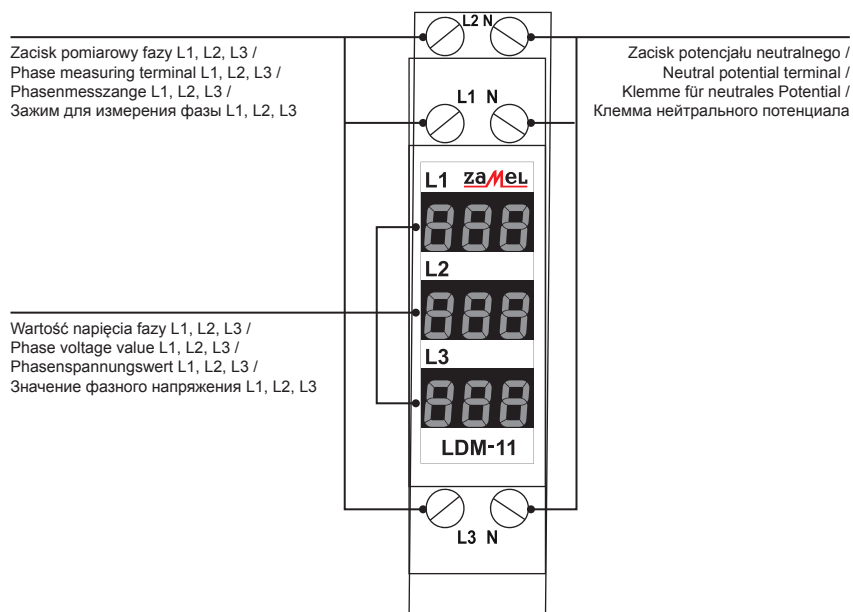 L2 N
Zacisk pomiarowy fazy L1, L2, L3 /
Phase measuring terminal L1, L2, L3 /
Phasenmesszange L1, L2, L3 /
Зажим для измерения фазы L1, L2, L3
Zacisk potencjału neutralnego /
Neutral potential terminal /
Klemme für neutrales Potential /
Клемма нейтрального потенциала
L1 N
L1 zaMeL
888
L2
888
L3
888
LDM-11
Wartość napięcia fazy L1, L2, L3 /
Phase voltage value L1, L2, L3 /
Phasenspannungswert L1, L2, L3 /
Значение фазного напряжения L1, L2, L3
L3 N